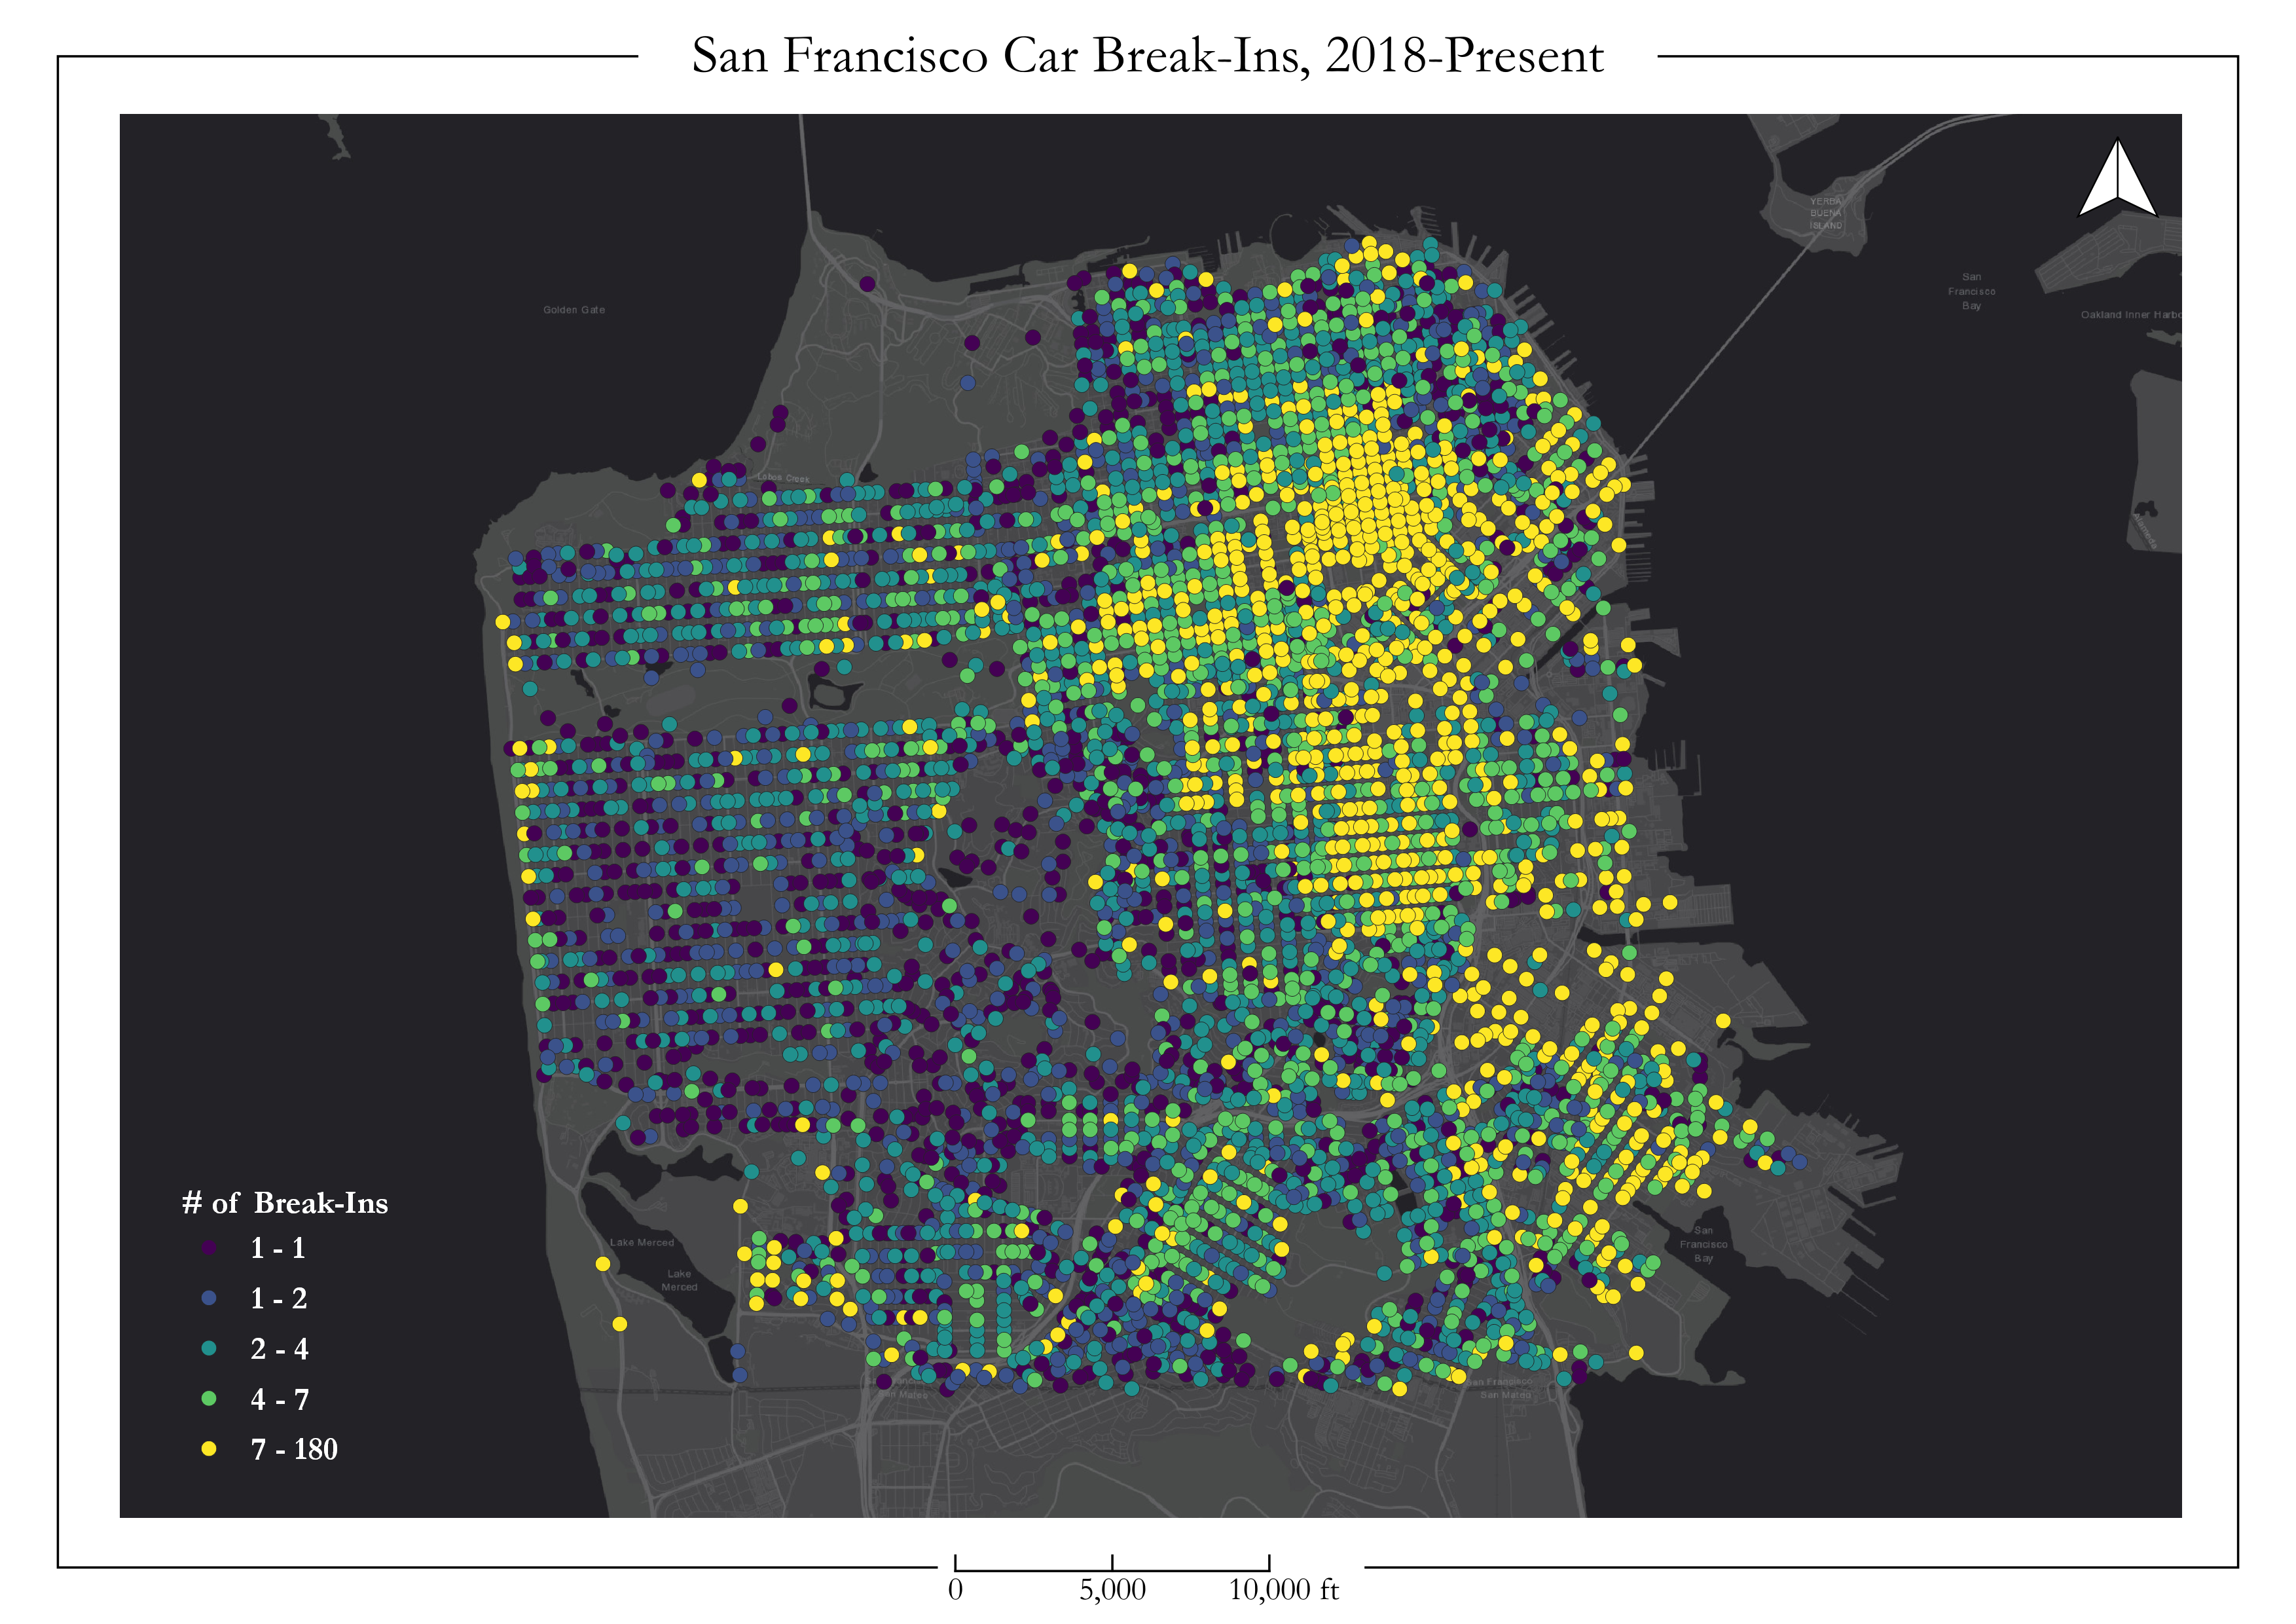 San Francisco Car Break-Ins, 2018-Present
YERBA
BUENA
ISLAND
San
Francisco
Bay
Golden Gate
Oakland Inner Harbo
Lobos Creek
Alameda
# of Break-Ins
1 - 1
1 - 2
2 - 4
4 - 7
7 - 180
Lake Merced
Lake
Merced
San
Francisco
Bay
San Mateo
San Francisco
San Mateo
0
5,000
10,000 ft